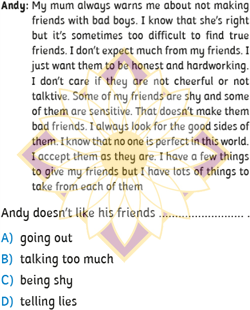 Andy: My mum always warns me about not making
friends with bad boys. I know that she's right
but it's sometimes too difficult to find true
friends. I don't expect much from my friends. I
just want them to be honest and hardworking.
I don't care if they are not cheerful or not
talkative. Some of my friends are shy and some
of them are sensitive. That doesn't make them
bad friends. I always look for the good sides of
them. I know that no one is perfect in this world.
I accept them as they are. I have a few things
to give my friends but I have lots of things to
take from each of them
Andy doesn't like his friends .......................... .
A) going out
B) talking too much
C) being shy
D) telling lies